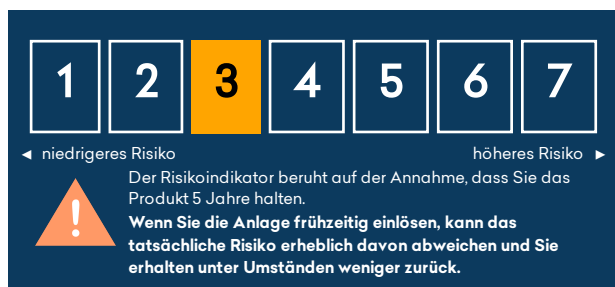 1 2 3 4 5 6 7
◄ niedrigeres Risiko höheres Risiko ►
Der Risikoindikator beruht auf der Annahme, dass Sie das
Produkt 5 Jahre halten.
Wenn Sie die Anlage frühzeitig einlösen, kann das
tatsächliche Risiko erheblich davon abweichen und Sie
erhalten unter Umständen weniger zurück.